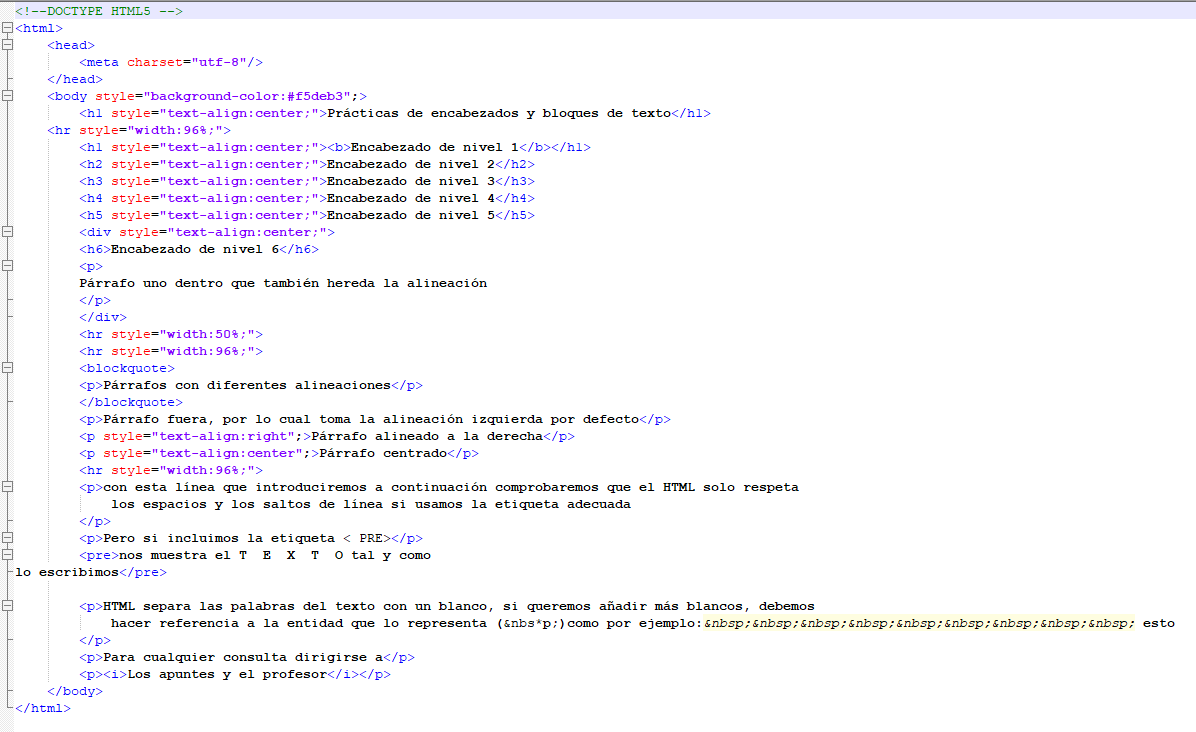 <!--DOCTYPE HTML5 -->
<html>
<head>
<meta charset="utf-8"/>
</head>
<body style="background-color:#f5deb3";>
<h1 style="text-align:center;">Prácticas de encabezados y bloques de texto</h1>
<hr style="width:96%;">
<h1 style="text-align:center;"><b>Encabezado de nivel 1</b></h1>
<h2 style="text-align:center;">Encabezado de nivel 2</h2>
<h3 style="text-align:center;">Encabezado de nivel 3</h3>
<h4 style="text-align:center;">Encabezado de nivel 4</h4>
<h5 style="text-align:center;">Encabezado de nivel 5</h5>
<div style="text-align:center;">
<h6>Encabezado de nivel 6</h6>
<p>
Párrafo uno dentro que también hereda la alineación
</p>
</div>
<hr style="width:50%;">
<hr style="width:96%;">
<blockquote>
<p>Párrafos con diferentes alineaciones</p>
</blockquote>
<p>Párrafo fuera, por lo cual toma la alineación izquierda por defecto</p>
<p style="text-align:right";>Párrafo alineado a la derecha</p>
<p style="text-align:center";>Párrafo centrado</p>
<hr style="width:96%;">
<p>con esta línea que introduciremos a continuación comprobaremos que el HTML solo respeta
los espacios y los saltos de línea si usamos la etiqueta adecuada
</p>
<p>Pero si incluimos la etiqueta < PRE></p>
<pre>nos muestra el T  E  X  T  O tal y como
lo escribimos</pre>
<p>HTML separa las palabras del texto con un blanco, si queremos añadir más blancos, debemos
hacer referencia a la entidad que lo representa (&nbs*p;)como por ejemplo:&nbsp;&nbsp;&nbsp;&nbsp;&nbsp;&nbsp;&nbsp;&nbsp;&nbsp; esto
</p>
<p>Para cualquier consulta dirigirse a</p>
<p><i>Los apuntes y el profesor</i></p>
</body>
</html>